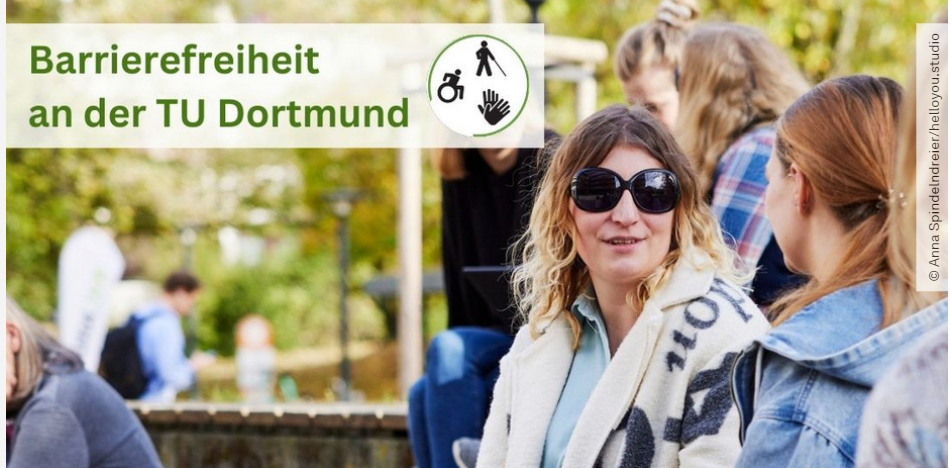 Barrierefreiheit
an der TU Dortmund
© Anna Spindelndreier/helloyou.studio